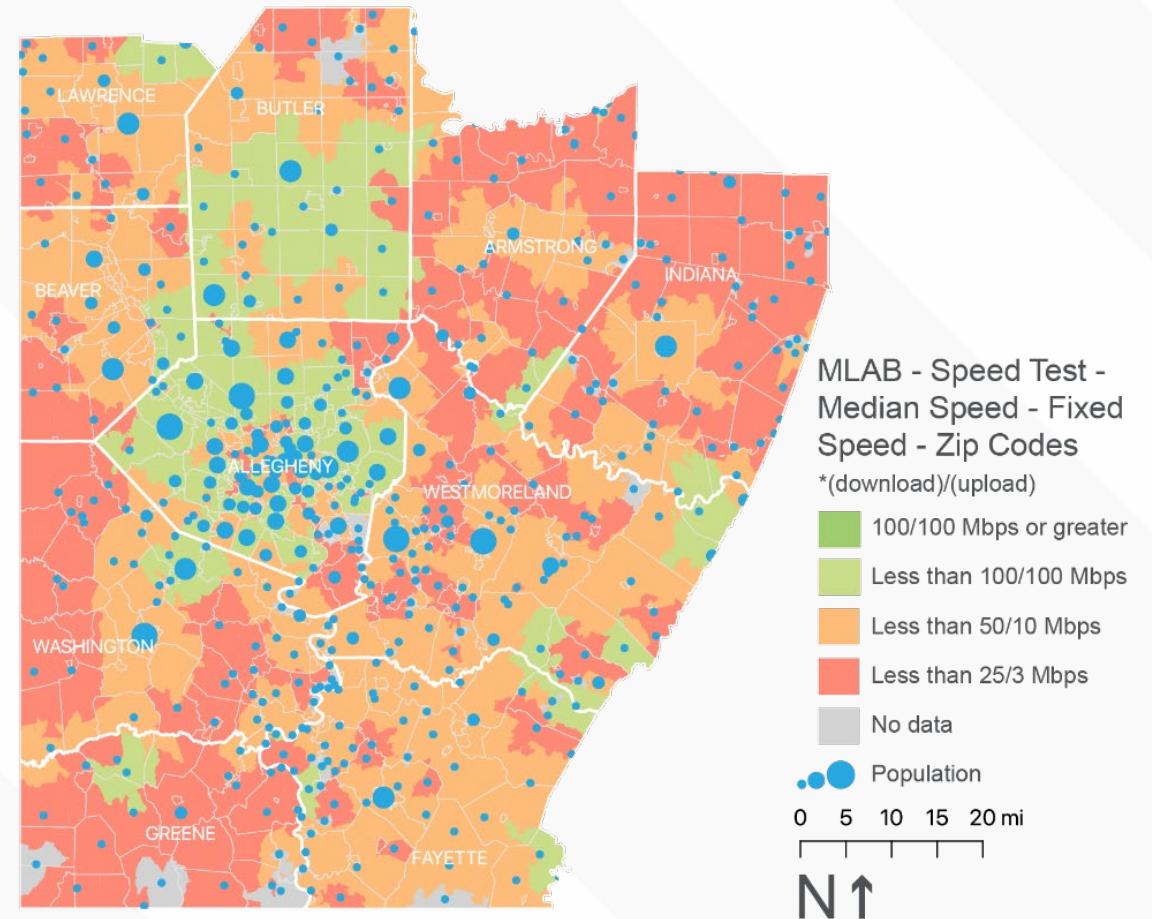 LAWRENCE
BUTLER
ARMSTRONG
INDIANA
BEAVER
ALLEGHENY
WESTMORELAND
WASHINGTON
GREENE
FAYETTE
MLAB - Speed Test -
Median Speed - Fixed
Speed - Zip Codes
*(download)/(upload)
100/100 Mbps or greater
Less than 100/100 Mbps
Less than 50/10 Mbps
Less than 25/3 Mbps
No data
Population
0 5 10 15 20 mi
N↑